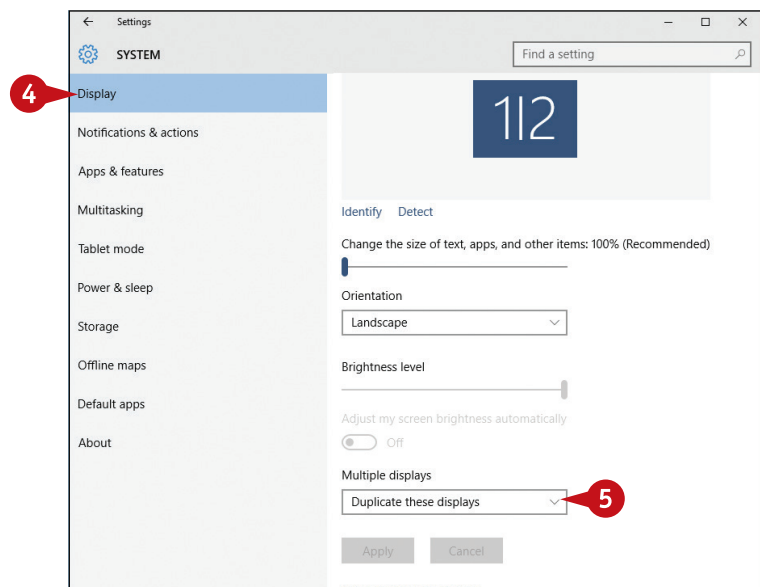 Settings
SYSTEM
Find a setting
4
Display
Notifications & actions
Apps & features
Multitasking
Tablet mode
Power & sleep
Storage
Offline maps
Default apps
About
1|2
Identify Detect
Change the size of text, apps, and other items: 100% (Recommended)
Orientation
Landscape
Brightness level
Adjust my screen brightness automatically
Off
Multiple displays
Duplicate these displays
5
Apply Cancel